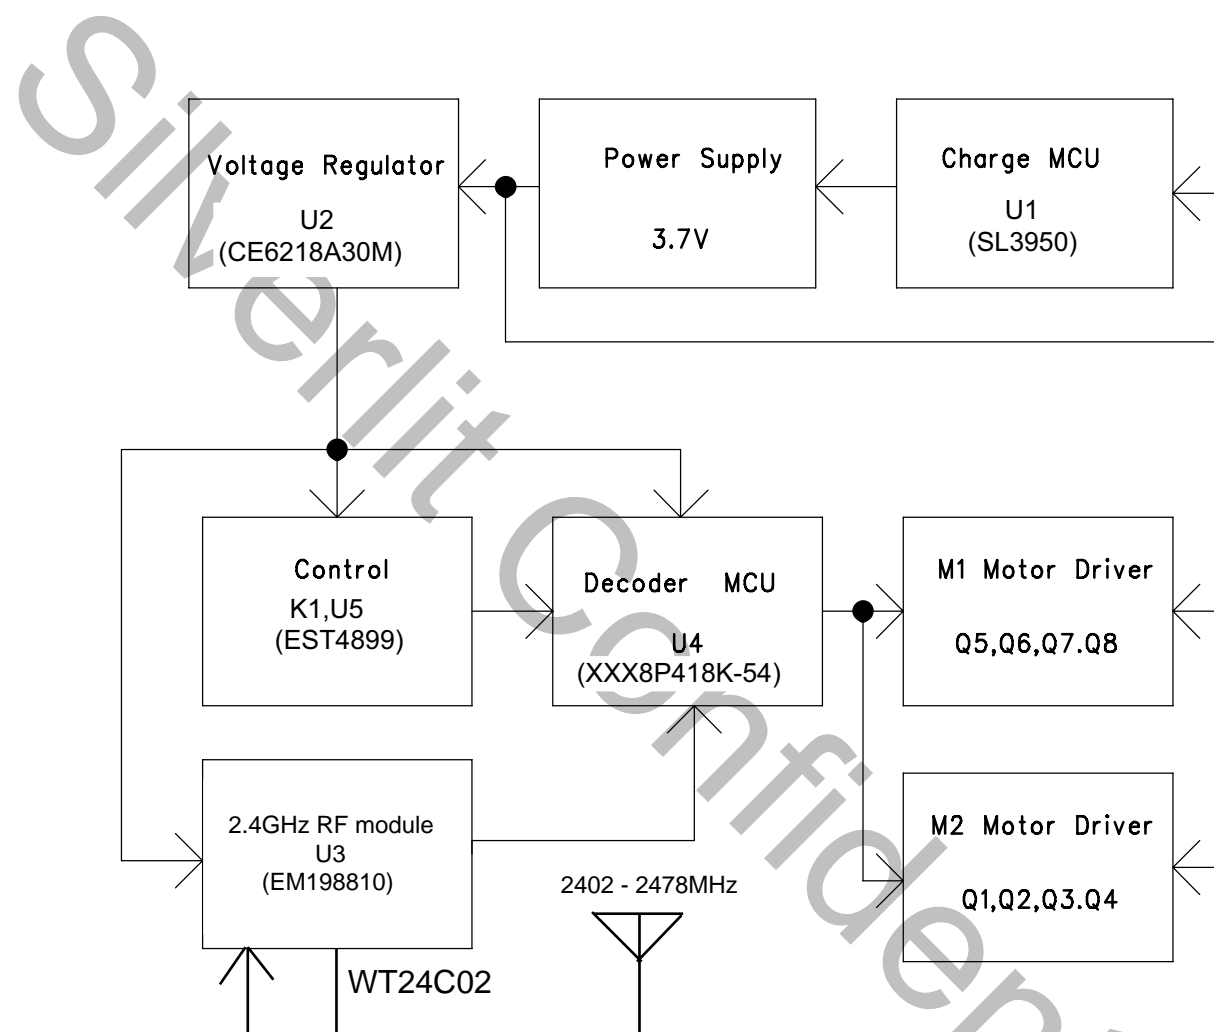 Voltage Regulator
U2
(CE6218A30M)
Power Supply
3.7V
Charge MCU
U1
(SL3950)
Control
K1,U5
(EST4899)
Decoder MCU
U4
(XXX8P418K-54)
M1 Motor Driver
Q5,Q6,Q7.Q8
2.4GHz RF module
U3
(EM198810)
2402 - 2478MHz
M2 Motor Driver
Q1,Q2,Q3.Q4
WT24C02
Silverlit Confident